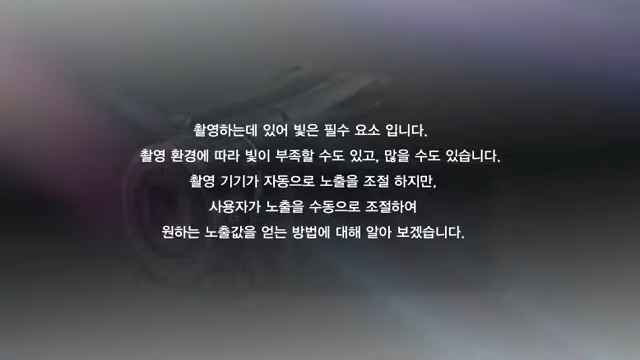 촬영하는데 있어 빛은 필수 요소 입니다.
촬영 환경에 따라 빛이 부족할 수도 있고, 많을 수도 있습니다.
촬영 기기가 자동으로 노출을 조절 하지만,
사용자가 노출을 수동으로 조절하여
원하는 노출값을 얻는 방법에 대해 알아 보겠습니다.